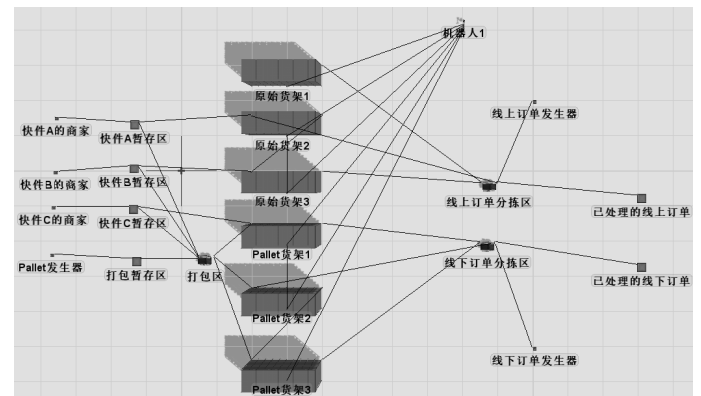 机器人1
原始货架1
线上订单发生器
快件A的商家
快件A暂存区
原始货架2
快件B的商家
快件B暂存区
原始货架3
线上订单分拣区
已处理的线上订单
快件C的商家
快件C暂存区
Pallet货架1
Pallet发生器
打包暂存区
打包区
线下订单分拣区
已处理的线下订单
Pallet货架2
线下订单发生器
Pallet货架3